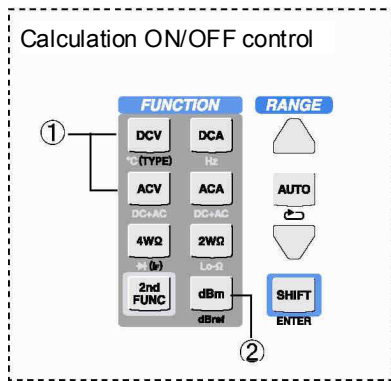 Calculation ON/OFF control
FUNCTION RANGE
① DCV DCA
°C (TYPE) Hz
ACV ACA AUTO
DC+AC DC+AC
4WΩ 2WΩ
(Ir) Lo-Ω
2nd FUNC dBm SHIFT
dBref ENTER
②